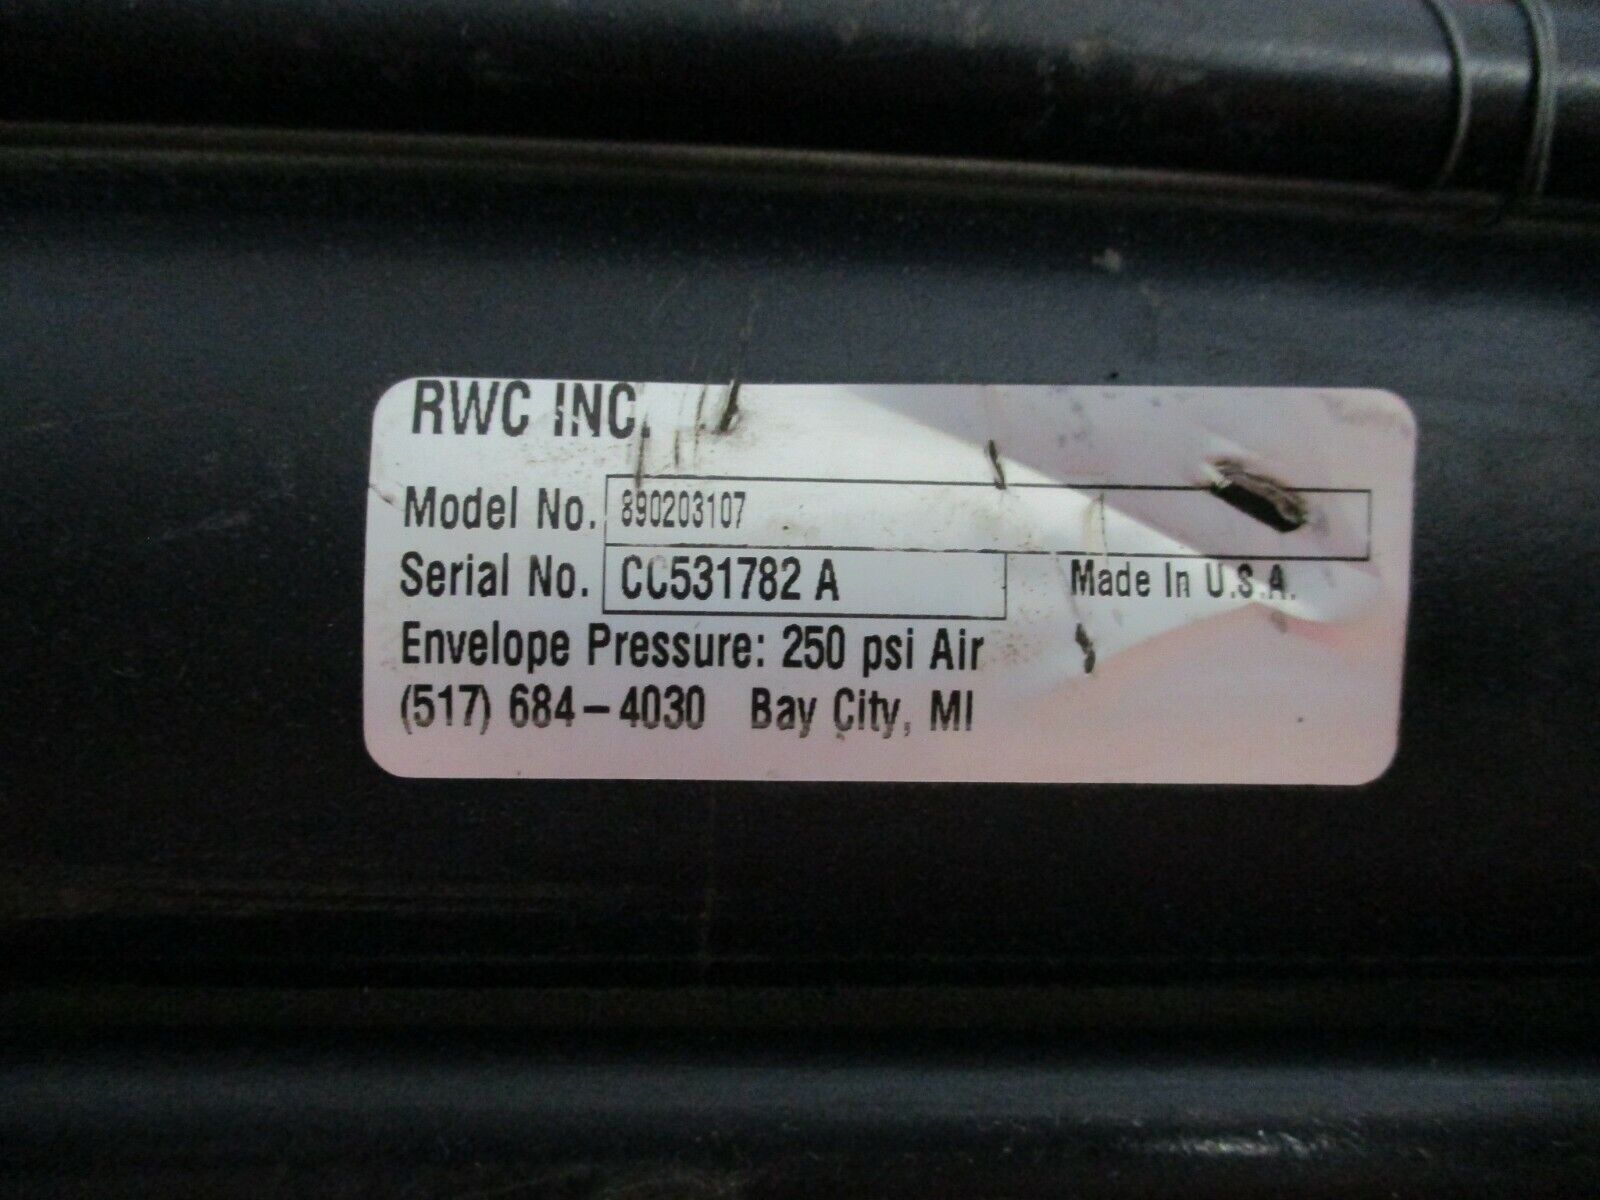 RWC INC.
Model No. 890203107
Serial No. CC531782 A Made In U.S.A.
Envelope Pressure: 250 psi Air
(517) 684-4030 Bay City, MI